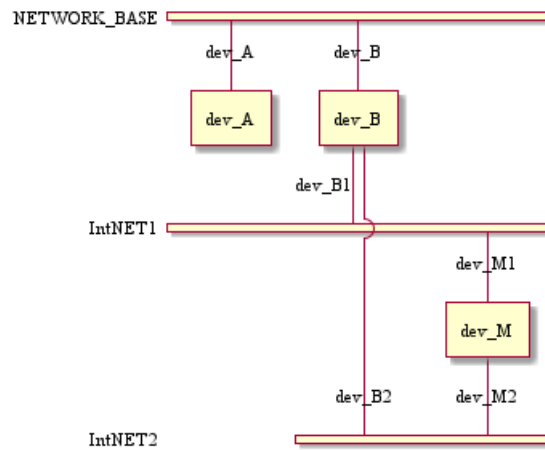 NETWORK_BASE
dev_A
dev_B
dev_A
dev_B
dev_B1
IntNET1
dev_M1
dev_M
dev_B2
dev_M2
IntNET2